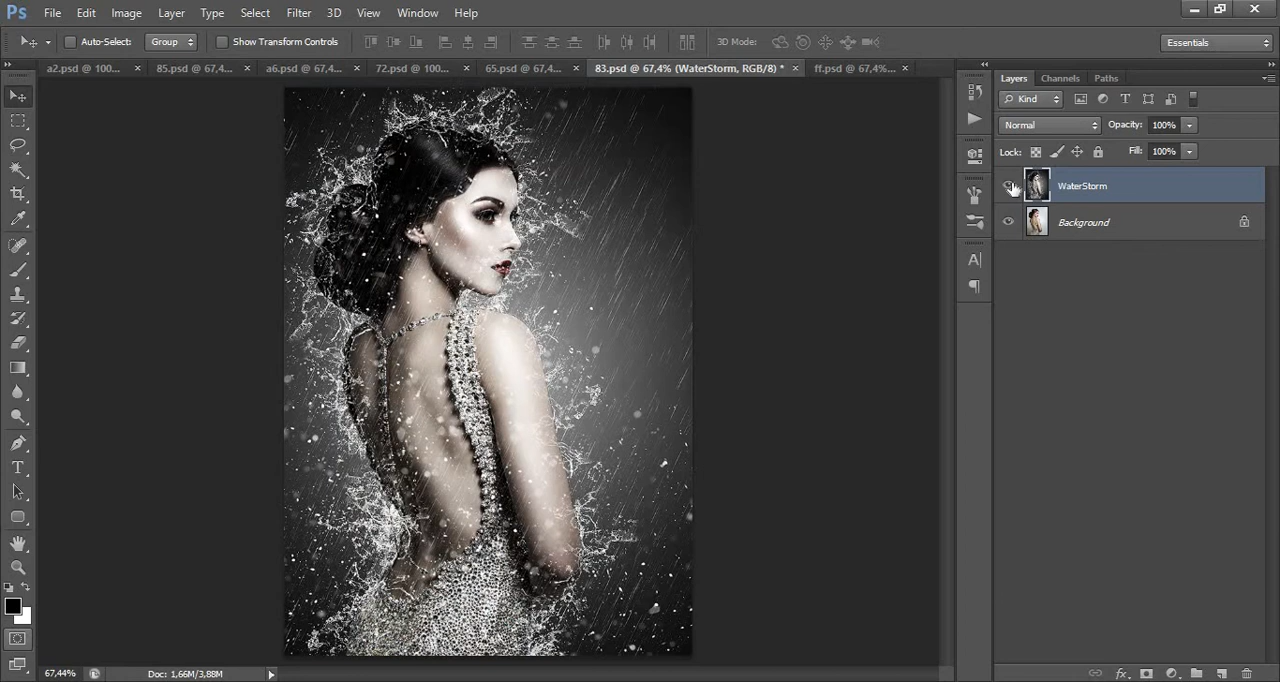 Ps File Edit Image Layer Type Select Filter 3D View Window Help
Auto-Select: Group Show Transform Controls 3D Mode: Essentials
a2.psd @ 100... × 85.psd @ 67,4... × a6.psd @ 67,4... × 72.psd @ 100... × 65.psd @ 67,4... × 83.psd @ 67,4% (WaterStorm, RGB/8) * × ff.psd @ 67,4%... ×
Layers Channels Paths
Kind
Normal Opacity: 100%
Lock: Fill: 100%
WaterStorm
Background
67,44% Doc: 1,66M/3,88M